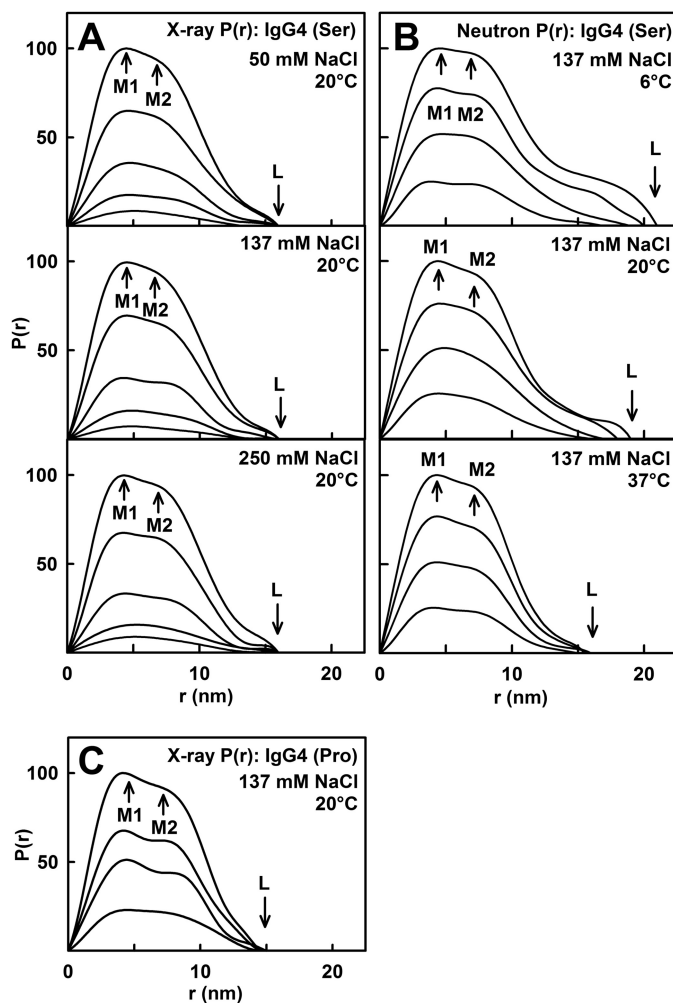 A
X-ray P(r): IgG4 (Ser)
50 mM NaCl
20°C
100
50
M1
M2
L
137 mM NaCl
20°C
100
50
M1
M2
L
P(r)
250 mM NaCl
20°C
100
50
M1
M2
L
0
10
20
r (nm)
B
Neutron P(r): IgG4 (Ser)
137 mM NaCl
6°C
M1
M2
L
137 mM NaCl
20°C
M1
M2
L
137 mM NaCl
37°C
M1
M2
L
0
10
20
r (nm)
C
X-ray P(r): IgG4 (Pro)
137 mM NaCl
20°C
100
50
M1
M2
L
P(r)
0
10
20
r (nm)